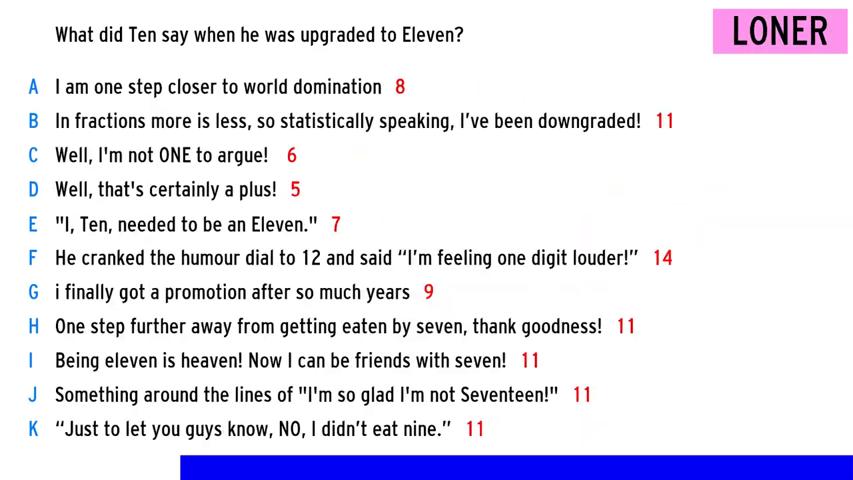 What did Ten say when he was upgraded to Eleven?
LONER
A I am one step closer to world domination 8
B In fractions more is less, so statistically speaking, I've been downgraded! 11
C Well, I'm not ONE to argue! 6
D Well, that's certainly a plus! 5
E "I, Ten, needed to be an Eleven." 7
F He cranked the humour dial to 12 and said “I'm feeling one digit louder!” 14
G i finally got a promotion after so much years 9
H One step further away from getting eaten by seven, thank goodness! 11
I Being eleven is heaven! Now I can be friends with seven! 11
J Something around the lines of "I'm so glad I'm not Seventeen!" 11
K “Just to let you guys know, NO, I didn't eat nine.” 11